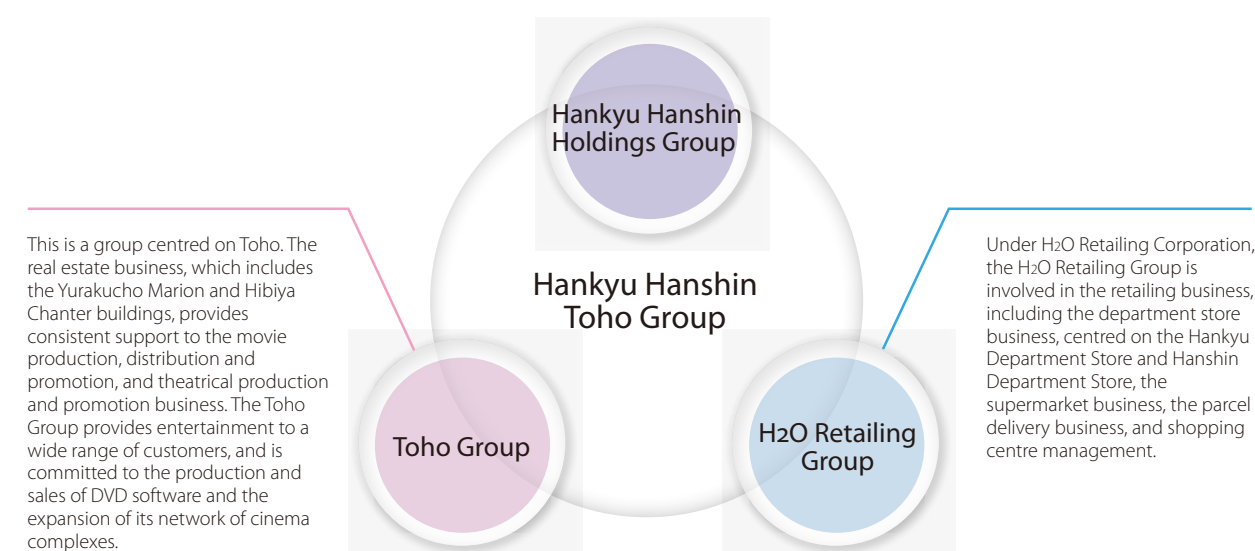 Hankyu Hanshin
Holdings Group
Hankyu Hanshin
Toho Group
This is a group centred on Toho. The
real estate business, which includes
the Yurakucho Marion and Hibiya
Chanter buildings, provides
consistent support to the movie
production, distribution and
promotion, and theatrical production
and promotion business. The Toho
Group provides entertainment to a
wide range of customers, and is
committed to the production and
sales of DVD software and the
expansion of its network of cinema
complexes.
Toho Group
H2O Retailing
Group
Under H2O Retailing Corporation,
the H2O Retailing Group is
involved in the retailing business,
including the department store
business, centred on the Hankyu
Department Store and Hanshin
Department Store, the
supermarket business, the parcel
delivery business, and shopping
centre management.